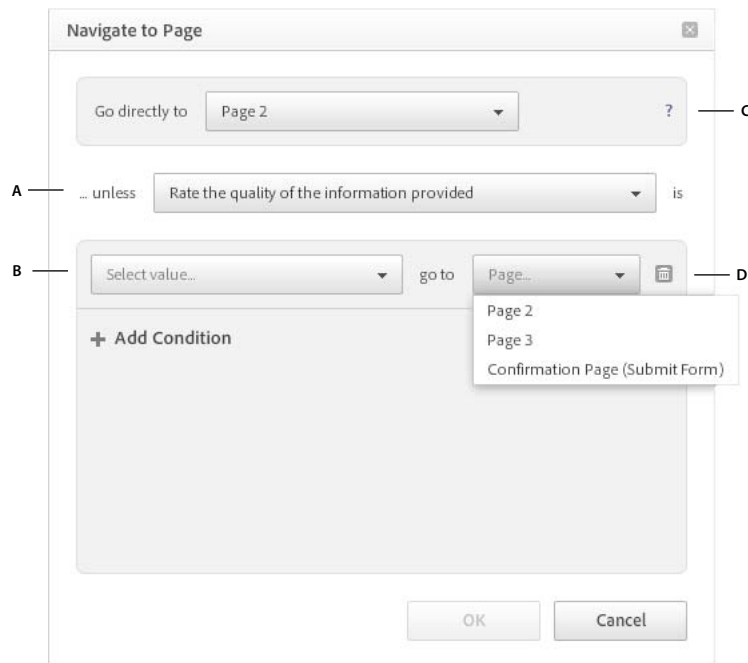 Navigate to Page
Go directly to Page 2 ? C
A ... unless Rate the quality of the information provided is
B Select value... go to Page... D
Page 2
+ Add Condition
Page 3
Confirmation Page (Submit Form)
OK Cancel